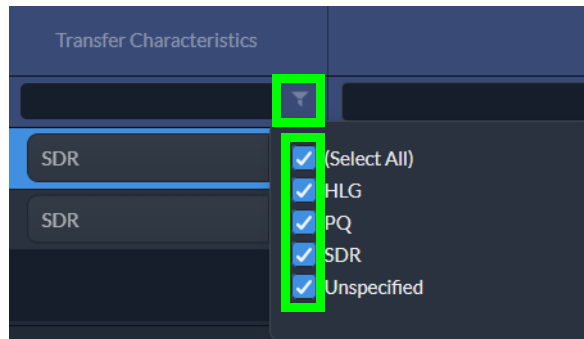 Transfer Characteristics
SDR
SDR
(Select All)
HLG
PQ
SDR
Unspecified